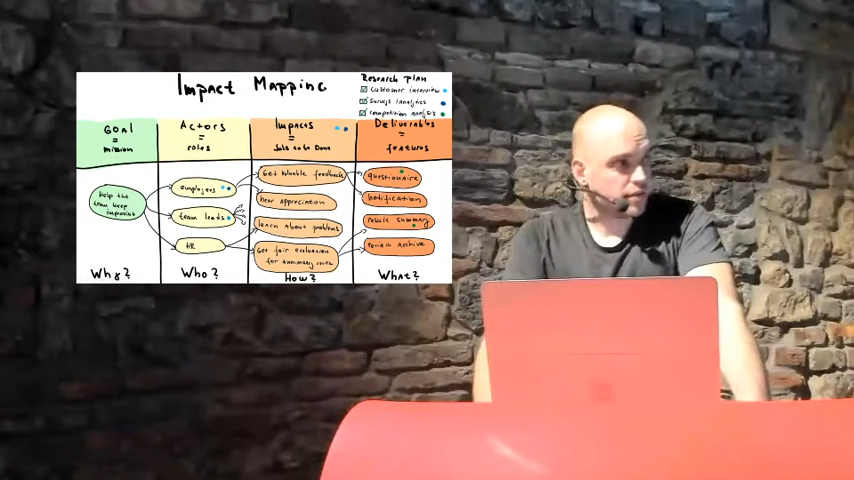 Impact Mapping
Research plan
Customer interview
Surveys/analytics
Competition analysis
Goal
=
mission
Actors
=
roles
Impacts
=
Jobs to be Done
Deliverables
=
features
Help the
team keep
employees
team leads
HR
Get valuable feedback
hear Appreciation
learn About problems
Get fair evaluation
for
questionnaire
notification
result summary
review Archive
Why?
Who?
How?
What?